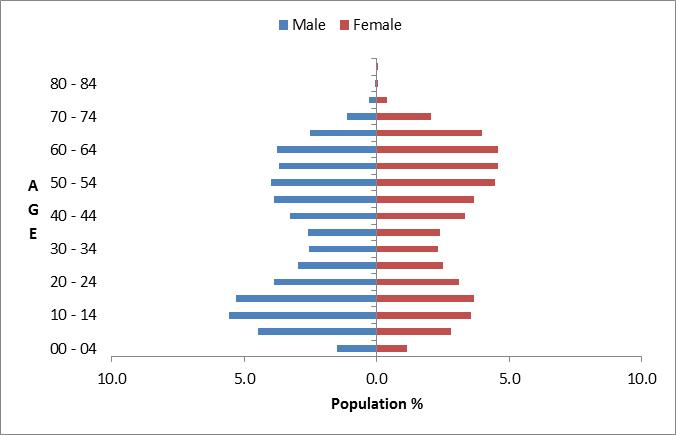 Male Female
80 - 84
70 - 74
60 - 64
50 - 54
40 - 44
30 - 34
20 - 24
10 - 14
00 - 04
A
G
E
10.0 5.0 0.0 5.0 10.0
Population %